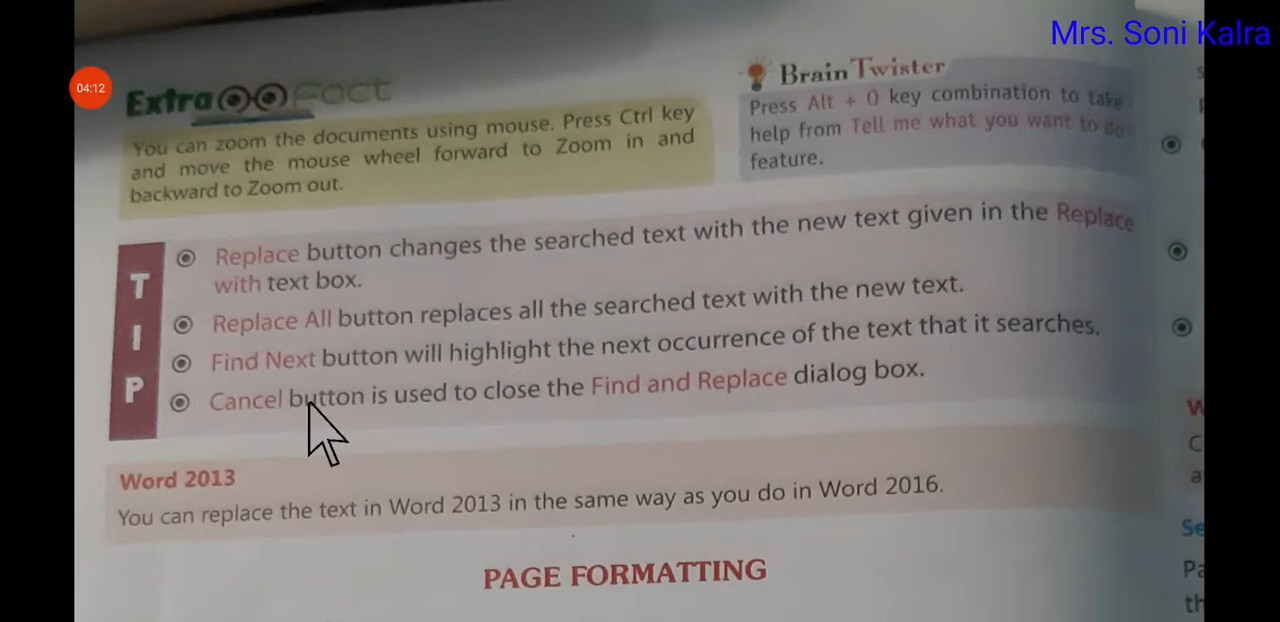 Mrs. Soni Kalra
04:12
Extra Fact
You can zoom the documents using mouse. Press Ctrl key
and move the mouse wheel forward to Zoom in and
backward to Zoom out.
Brain Twister
Press Alt + Q key combination to take
help from Tell me what you want to do
feature.
TIP
Replace button changes the searched text with the new text given in the Replace
with text box.
Replace All button replaces all the searched text with the new text.
Find Next button will highlight the next occurrence of the text that it searches.
Cancel button is used to close the Find and Replace dialog box.
Word 2013
You can replace the text in Word 2013 in the same way as you do in Word 2016.
PAGE FORMATTING
W
C
a
Se
Pa
th